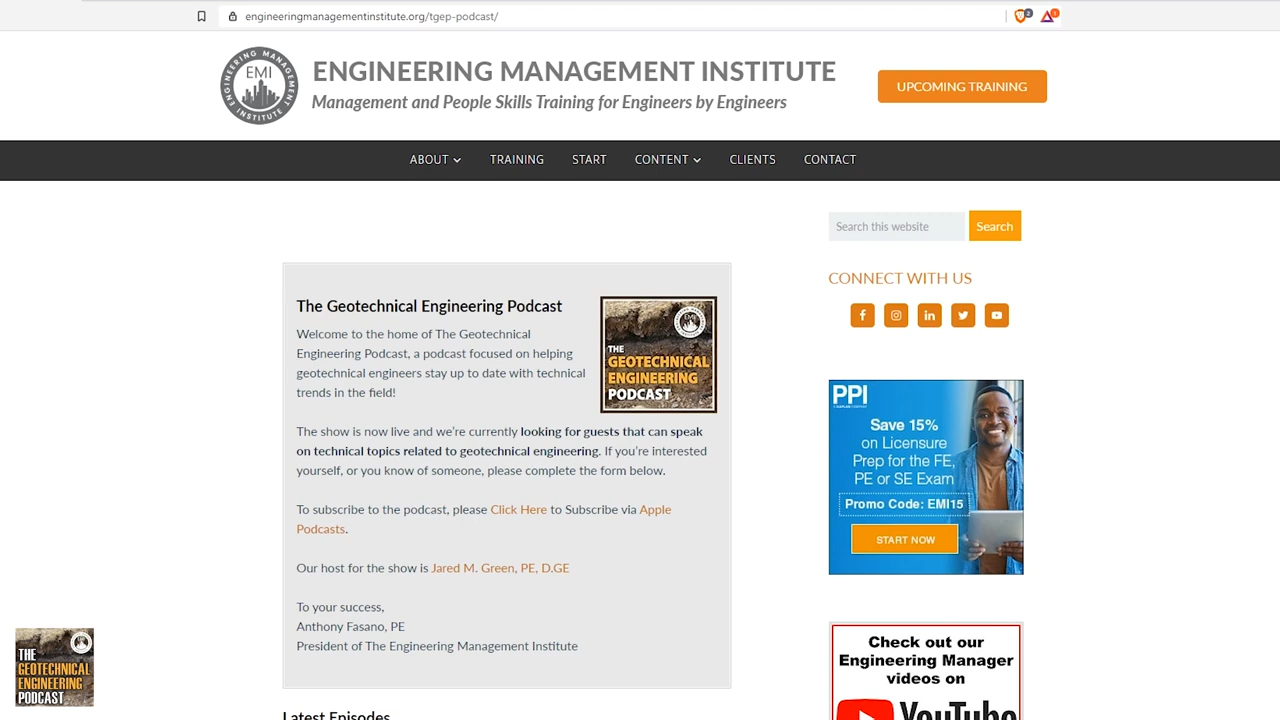 engineeringmanagementinstitute.org/tgep-podcast/
ENGINEERING MANAGEMENT INSTITUTE
EMI
ENGINEERING MANAGEMENT INSTITUTE
Management and People Skills Training for Engineers by Engineers
UPCOMING TRAINING
ABOUT
TRAINING
START
CONTENT
CLIENTS
CONTACT
Search this website
Search
CONNECT WITH US
The Geotechnical Engineering Podcast
Welcome to the home of The Geotechnical
Engineering Podcast, a podcast focused on helping
geotechnical engineers stay up to date with technical
trends in the field!
The show is now live and we're currently looking for guests that can speak
on technical topics related to geotechnical engineering. If you're interested
yourself, or you know of someone, please complete the form below.
To subscribe to the podcast, please Click Here to Subscribe via Apple
Podcasts.
Our host for the show is Jared M. Green, PE, D.GE
To your success,
Anthony Fasano, PE
President of The Engineering Management Institute
Latest Episodes
EMI
THE
GEOTECHNICAL
ENGINEERING
PODCAST
PPI
Save 15%
on Licensure
Prep for the FE,
PE or SE Exam
Promo Code: EMI15
START NOW
Check out our
Engineering Manager
videos on
YouTube
THE
GEOTECHNICAL
ENGINEERING
PODCAST